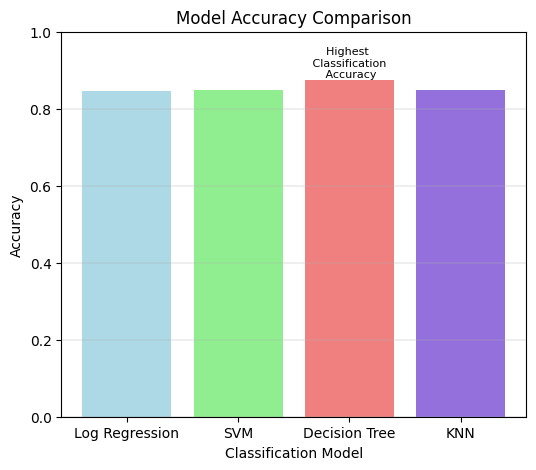 Model Accuracy Comparison
Highest
Classification
Accuracy
1.0
0.8
0.6
0.4
0.2
0.0
Accuracy
Log Regression
SVM
Decision Tree
KNN
Classification Model